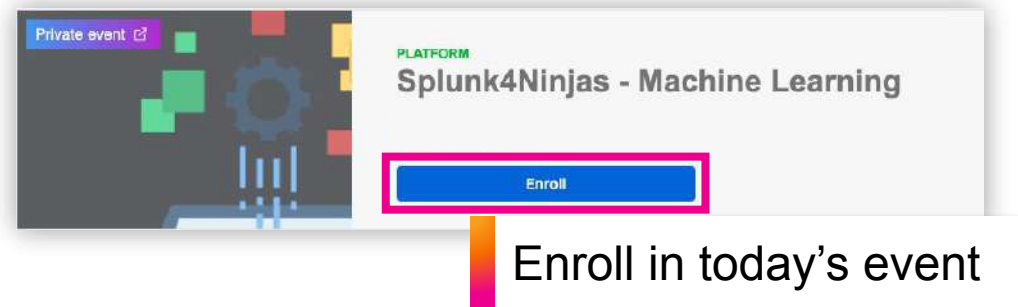 Private event
PLATFORM
Splunk4Ninjas - Machine Learning
Enroll
Enroll in today's event